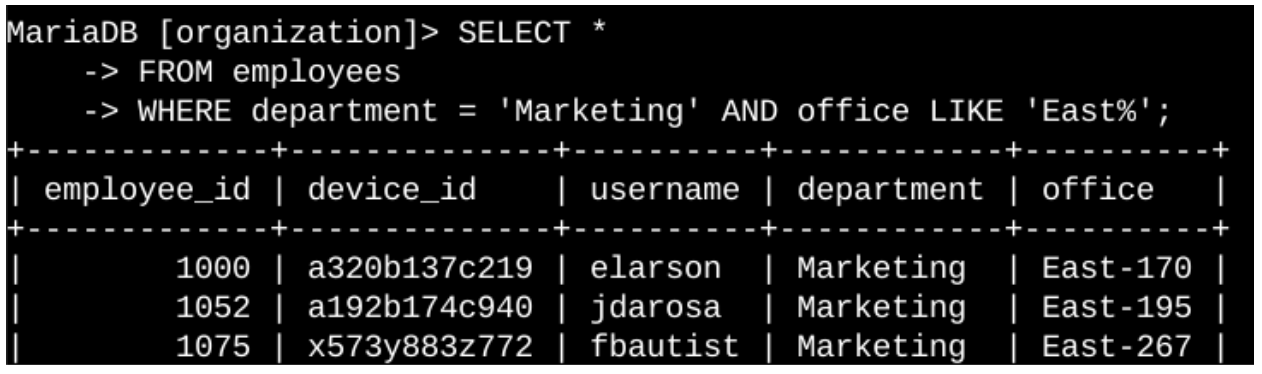 MariaDB [organization]> SELECT *
    -> FROM employees
    -> WHERE department = 'Marketing' AND office LIKE 'East%';
+-------------+--------------+----------+------------+----------+
| employee_id | device_id    | username | department | office   |
+-------------+--------------+----------+------------+----------+
|        1000 | a320b137c219 | elarson  | Marketing  | East-170 |
|        1052 | a192b174c940 | jdarosa  | Marketing  | East-195 |
|        1075 | x573y883z772 | fbautist | Marketing  | East-267 |